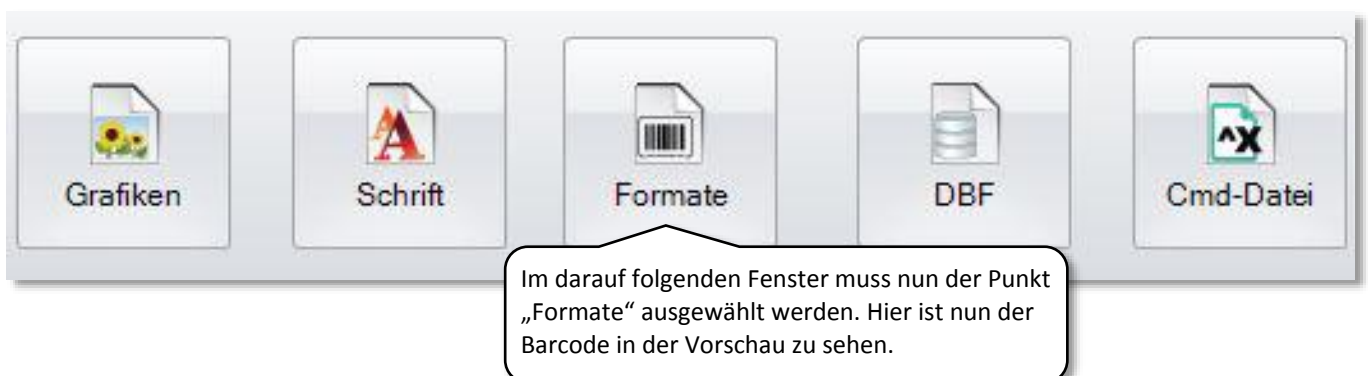 Grafiken
Schrift
Formate
DBF
^X
Cmd-Datei
Im darauf folgenden Fenster muss nun der Punkt
„Formate“ ausgewählt werden. Hier ist nun der
Barcode in der Vorschau zu sehen.